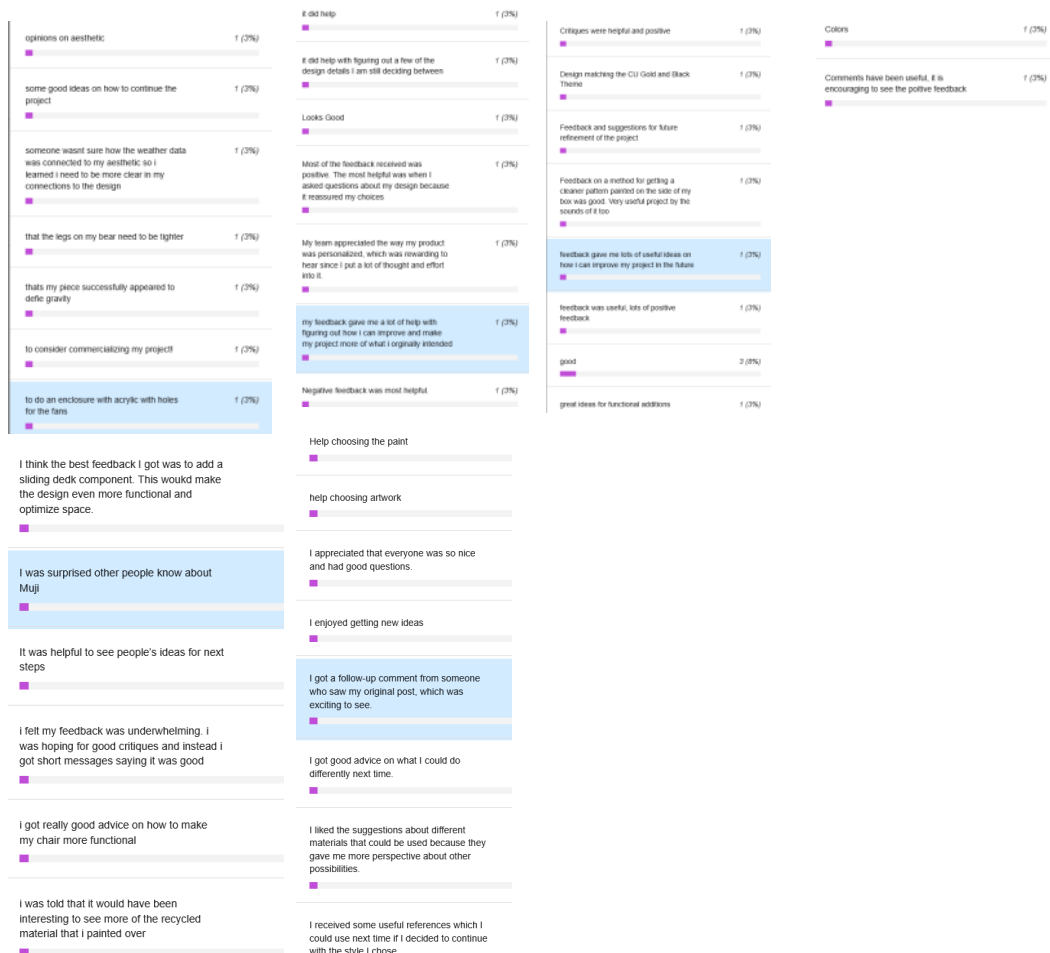 opinions on aesthetic 1 (3%)
some good ideas on how to continue the 1 (3%)
project
someone wasnt sure how the weather data 1 (3%)
was connected to my aesthetic so i
learned i need to be more clear in my
connections to the design
that the legs on my bear need to be tighter 1 (3%)
thats my piece successfully appeared to 1 (3%)
defie gravity
to consider commercializing my project!! 1 (3%)
to do an enclosure with acrylic with holes 1 (3%)
for the fans
I think the best feedback I got was to add a
sliding dedk component. This woukd make
the design even more functional and
optimize space.
I was surprised other people know about
Muji
It was helpful to see people's ideas for next
steps
i felt my feedback was underwhelming. i
was hoping for good critiques and instead i
got short messages saying it was good
i got really good advice on how to make
my chair more functional
i was told that it would have been
interesting to see more of the recycled
material that i painted over
it did help 1 (3%)
it did help with figuring out a few of the 1 (3%)
design details I am still deciding between
Looks Good 1 (3%)
Most of the feedback received was 1 (3%)
positive. The most helpful was when I
asked questions about my design because
it reassured my choices
My team appreciated the way my product 1 (3%)
was personalized, which was rewarding to
hear since I put a lot of thought and effort
into it.
my feedback gave me a lot of help with 1 (3%)
figuring out how i can improve and make
my project more of what i orginally intended
Negative feedback was most helpful. 1 (3%)
Help choosing the paint
help choosing artwork
I appreciated that everyone was so nice
and had good questions.
I enjoyed getting new ideas
I got a follow-up comment from someone
who saw my original post, which was
exciting to see.
I got good advice on what I could do
differently next time.
I liked the suggestions about different
materials that could be used because they
gave me more perspective about other
possibilities.
I received some useful references which I
could use next time if I decided to continue
with the style I chose
Critiques were helpful and positive 1 (3%)
Design matching the CU Gold and Black 1 (3%)
Theme
Feedback and suggestions for future 1 (3%)
refinement of the project
Feedback on a method for getting a 1 (3%)
cleaner pattern painted on the side of my
box was good. Very useful project by the
sounds of it too
feedback gave me lots of useful ideas on 1 (3%)
how i can improve my project in the future
feedback was useful, lots of positive 1 (3%)
feedback
good 3 (8%)
great ideas for functional additions 1 (3%)
Colors 1 (3%)
Comments have been useful, it is 1 (3%)
encouraging to see the poitive feedback